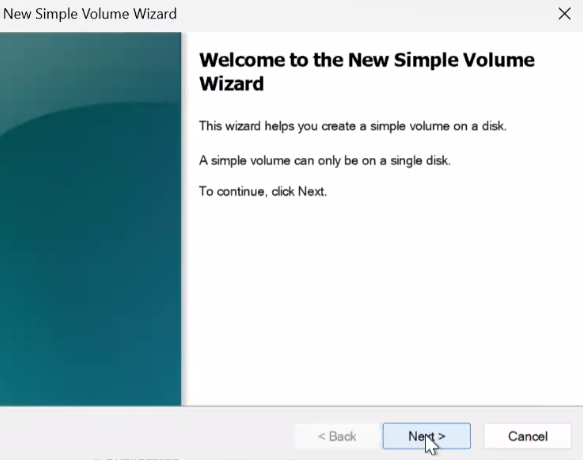 New Simple Volume Wizard
Welcome to the New Simple Volume
Wizard
This wizard helps you create a simple volume on a disk.
A simple volume can only be on a single disk.
To continue, click Next.
< Back
Next >
Cancel